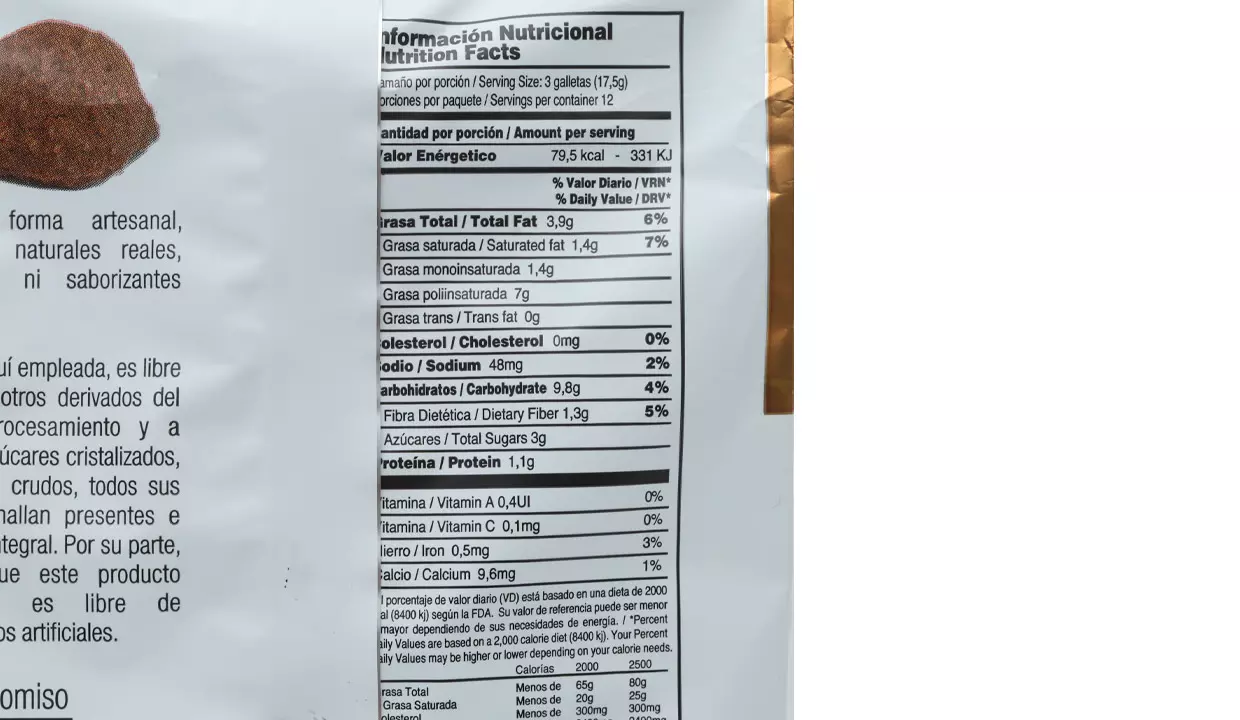 forma artesanal,
naturales reales,
ni saborizantes
uí empleada, es libre
otros derivados del
rocesamiento y a
úcares cristalizados,
crudos, todos sus
hallan presentes e
ntegral. Por su parte,
ue este producto
es libre de
os artificiales.
omiso
nformación Nutricional
utrition Facts
amaño por porción / Serving Size: 3 galletas (17,5g)
orciones por paquete / Servings per container 12
antidad por porción / Amount per serving
alor Enérgetico 79,5 kcal - 331 KJ
% Valor Diario / VRN*
% Daily Value / DRV*
rasa Total / Total Fat 3,9g 6%
Grasa saturada / Saturated fat 1,4g 7%
Grasa monoinsaturada 1,4g
Grasa poliinsaturada 7g
Grasa trans / Trans fat 0g
olesterol / Cholesterol 0mg 0%
odio / Sodium 48mg 2%
arbohidratos / Carbohydrate 9,8g 4%
Fibra Dietética / Dietary Fiber 1,3g 5%
Azúcares / Total Sugars 3g
roteína / Protein 1,1g
itamina / Vitamin A 0,4UI 0%
itamina / Vitamin C 0,1mg 0%
ierro / Iron 0,5mg 3%
alcio / Calcium 9,6mg 1%
l porcentaje de valor diario (VD) está basado en una dieta de 2000
al (8400 kj) según la FDA. Su valor de referencia puede ser menor
mayor dependiendo de sus necesidades de energía. / *Percent
aily Values are based on a 2,000 calorie diet (8400 kj). Your Percent
aily Values may be higher or lower depending on your calorie needs.
Calorías 2000 2500
rasa Total Menos de 65g 80g
Grasa Saturada Menos de 20g 25g
olesterol Menos de 300mg 300mg